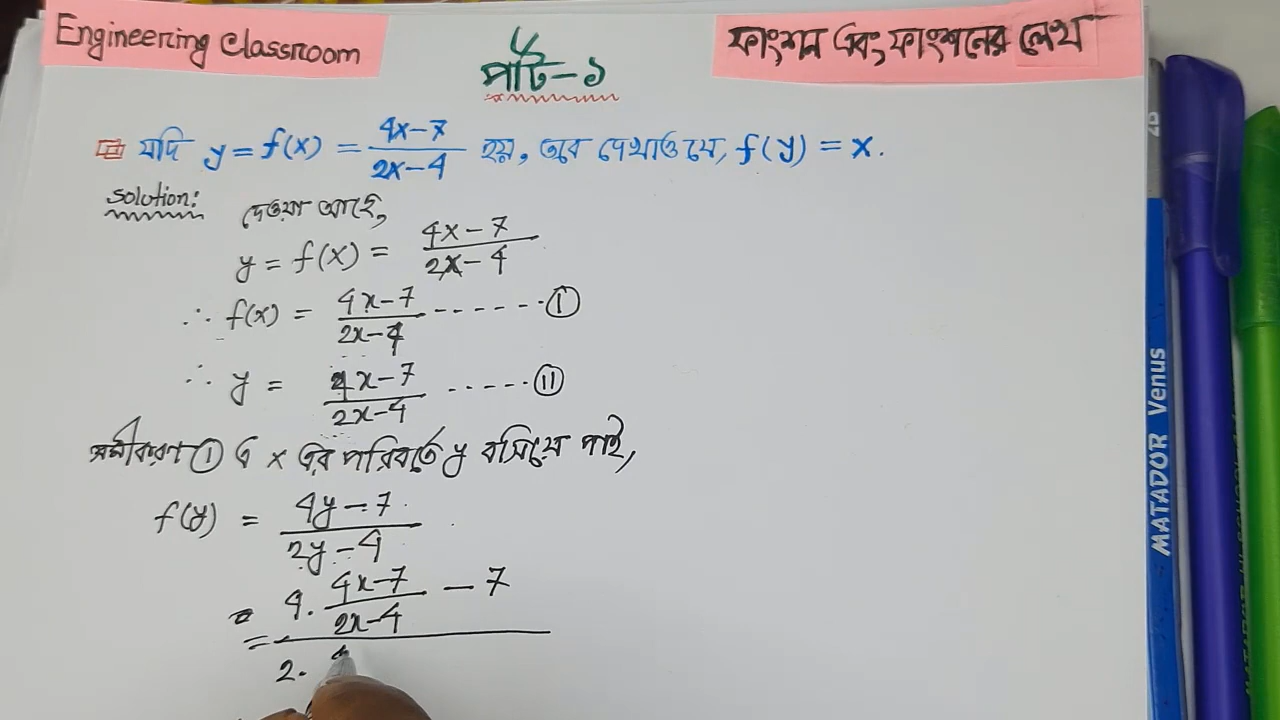 Engineering Classroom
পার্ট-১
ফাংশন এবং ফাংশনের লেখ
যদি y = f(x) = (4x-7)/(2x-4) হয়, তবে দেখাও যে, f(y) = x.
Solution:
দেওয়া আছে,
y = f(x) = (4x-7)/(2x-4)
∴ f(x) = (4x-7)/(2x-4) ------- (I)
∴ y = (4x-7)/(2x-4) ------ (II)
সমীকরণ (I) এ x এর পরিবর্তে y বসিয়ে পাই,
f(y) = (4y-7)/(2y-4)
= 4. (4x-7)/(2x-4) - 7
2.
MATADOR Venus